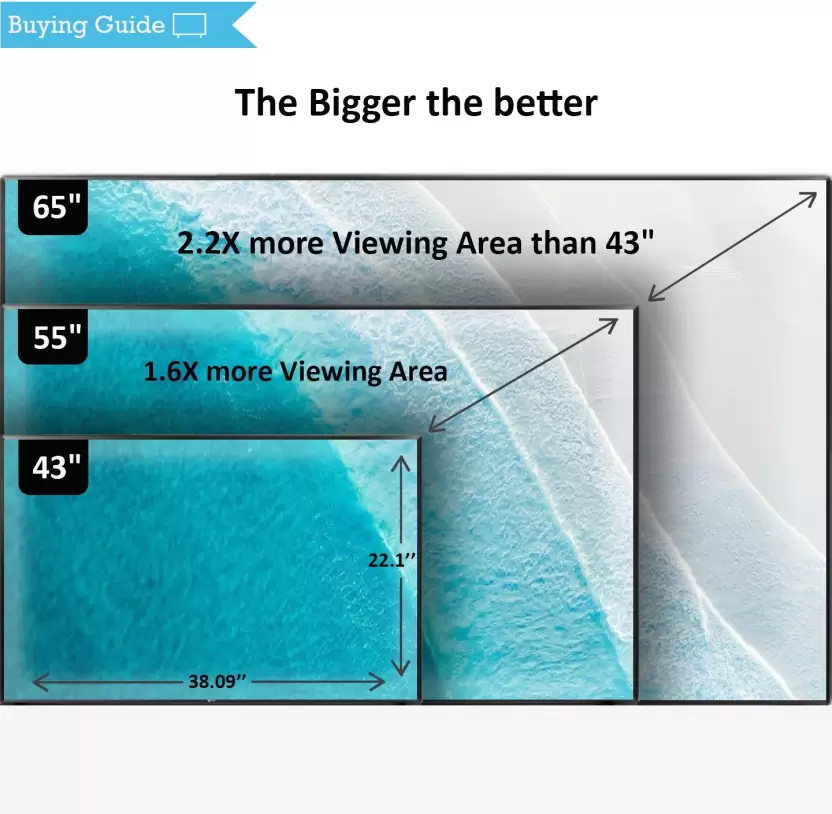 Buying Guide
The Bigger the better
65"
2.2X more Viewing Area than 43"
55"
1.6X more Viewing Area
43"
22.1’’
38.09’’